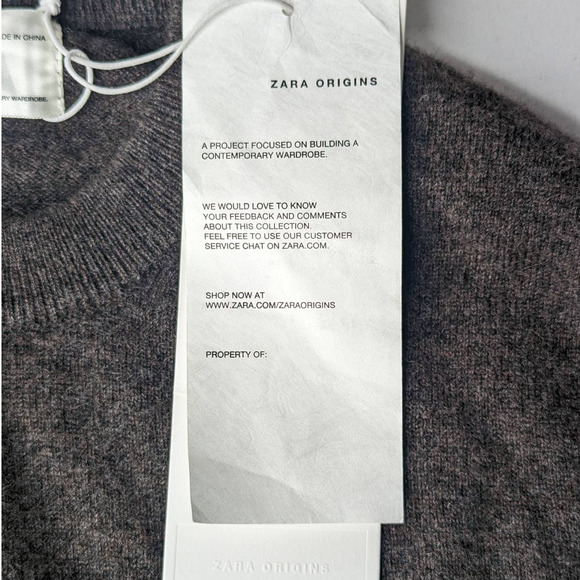 DE IN CHINA
RY WARDROBE.
ZARA ORIGINS
A PROJECT FOCUSED ON BUILDING A
CONTEMPORARY WARDROBE.
WE WOULD LOVE TO KNOW
YOUR FEEDBACK AND COMMENTS
ABOUT THIS COLLECTION.
FEEL FREE TO USE OUR CUSTOMER
SERVICE CHAT ON ZARA.COM.
SHOP NOW AT
WWW.ZARA.COM/ZARAORIGINS
PROPERTY OF:
ZARA ORIGINS